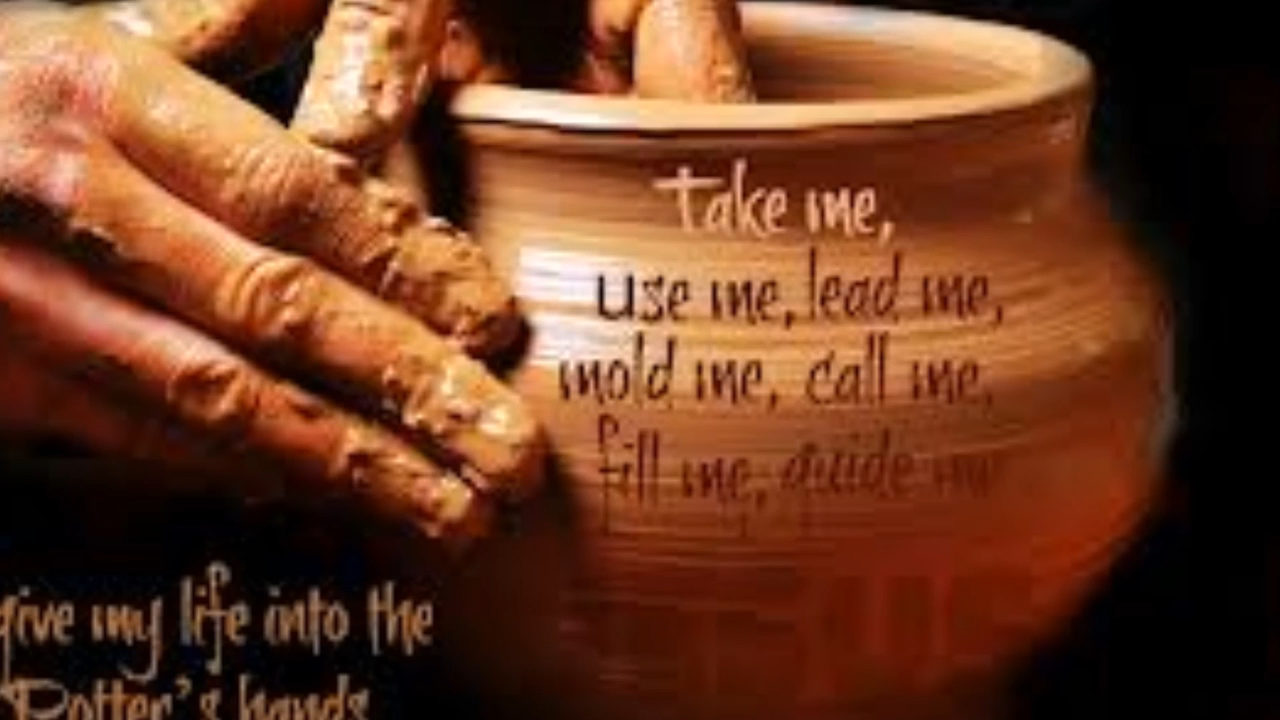 Take me,
use me, lead me,
mold me, call me,
fill me, guide me
give my life into the
Potter's hands